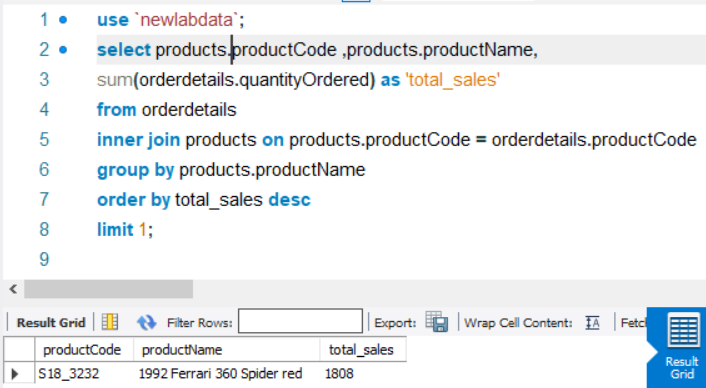 1 use `newlabdata`;
2 select products.productCode ,products.productName,
3 sum(orderdetails.quantityOrdered) as 'total_sales'
4 from orderdetails
5 inner join products on products.productCode = orderdetails.productCode
6 group by products.productName
7 order by total_sales desc
8 limit 1;
9
Result Grid Filter Rows: Export: Wrap Cell Content: Fetch
productCode productName total_sales
S18_3232 1992 Ferrari 360 Spider red 1808
Result
Grid